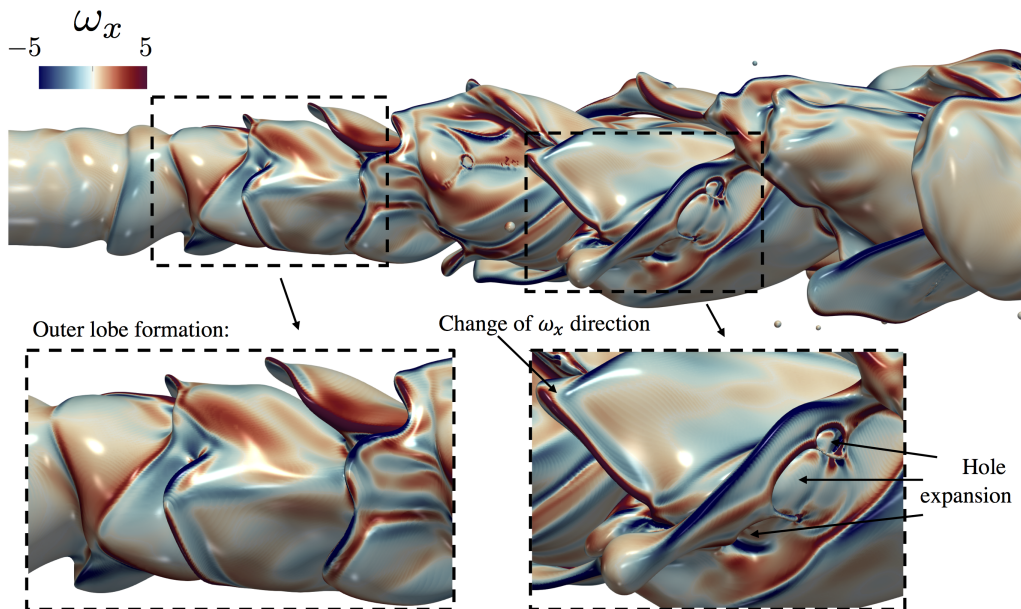 ωₓ
−5 5
Outer lobe formation:
Change of ωₓ direction
Hole
expansion